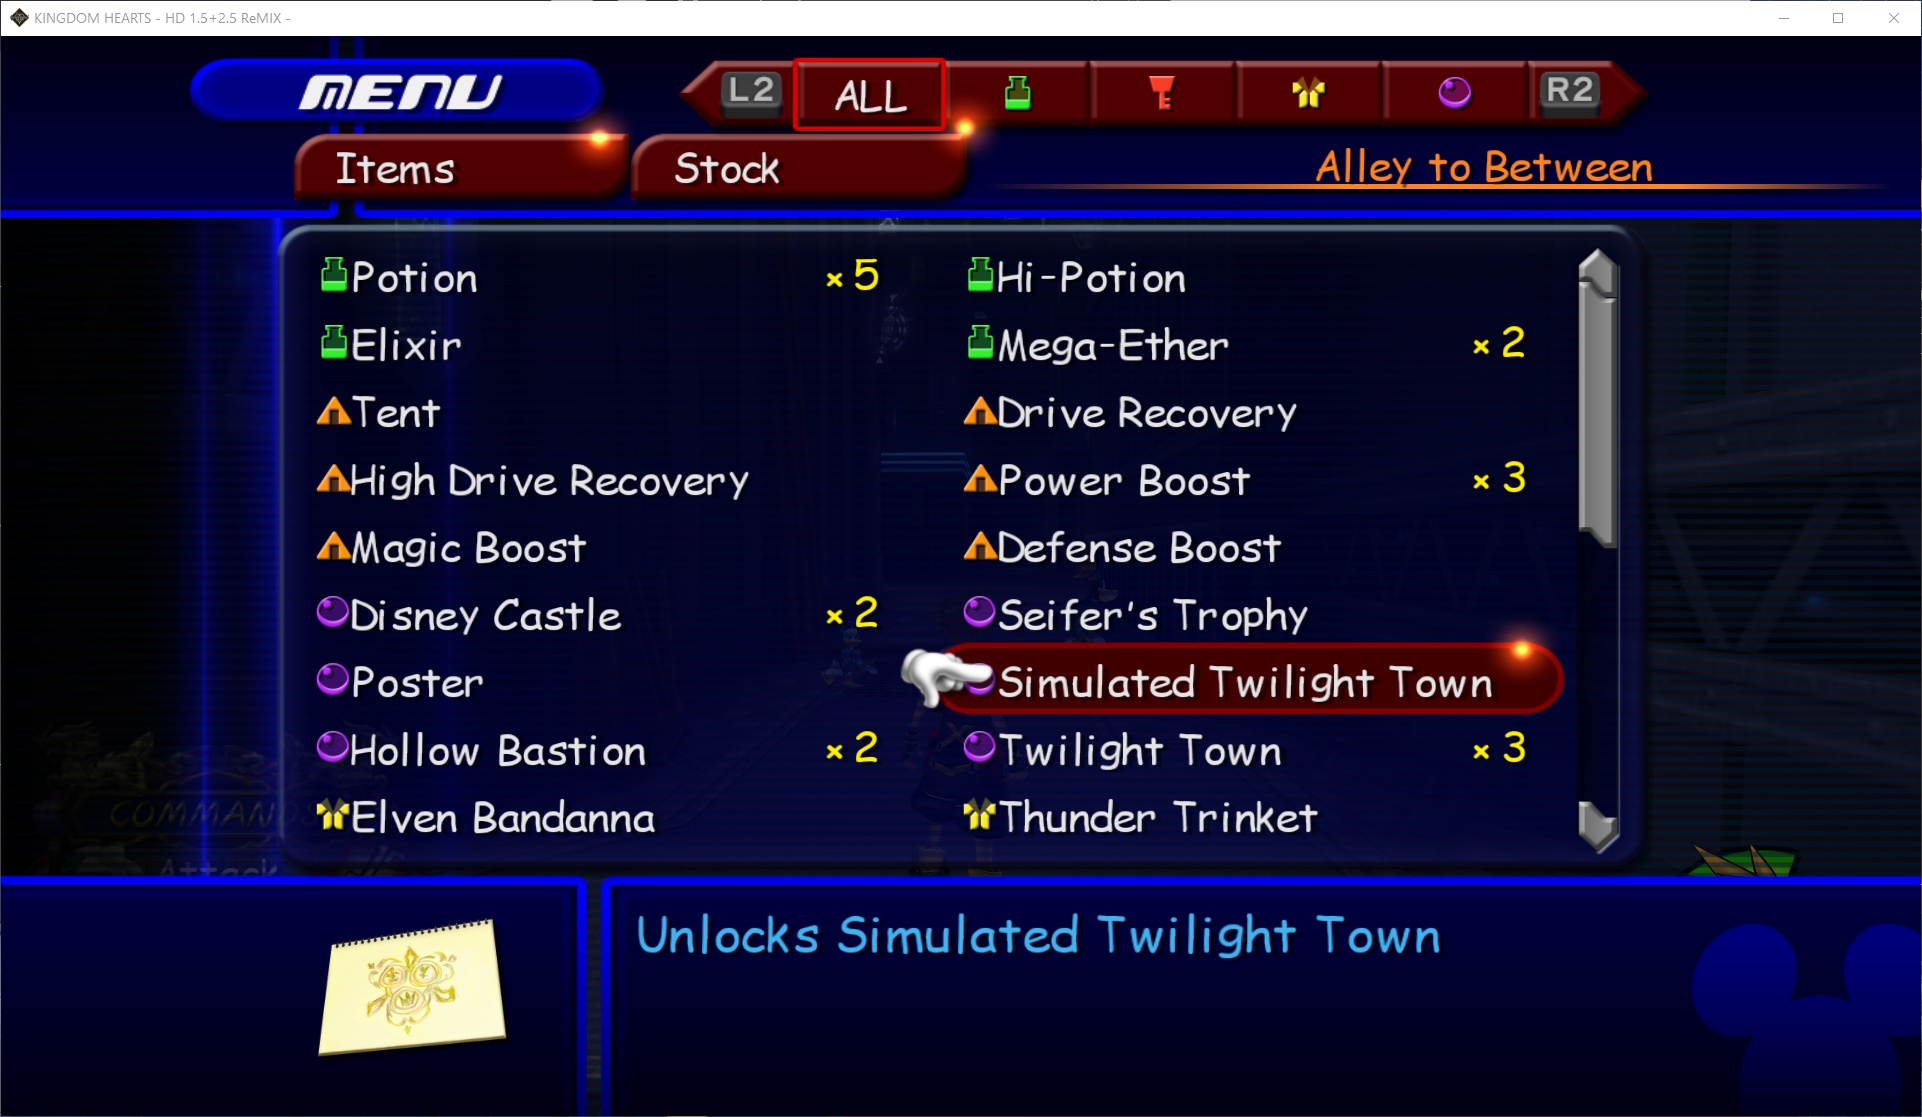 KINGDOM HEARTS - HD 1.5+2.5 ReMIX -
MENU
L2 ALL R2
Items Stock
Alley to Between
Potion ×5 Hi-Potion
Elixir Mega-Ether ×2
Tent Drive Recovery
High Drive Recovery Power Boost ×3
Magic Boost Defense Boost
Disney Castle ×2 Seifer's Trophy
Poster Simulated Twilight Town
Hollow Bastion ×2 Twilight Town ×3
Elven Bandanna Thunder Trinket
COMMANDS
Attack
Unlocks Simulated Twilight Town